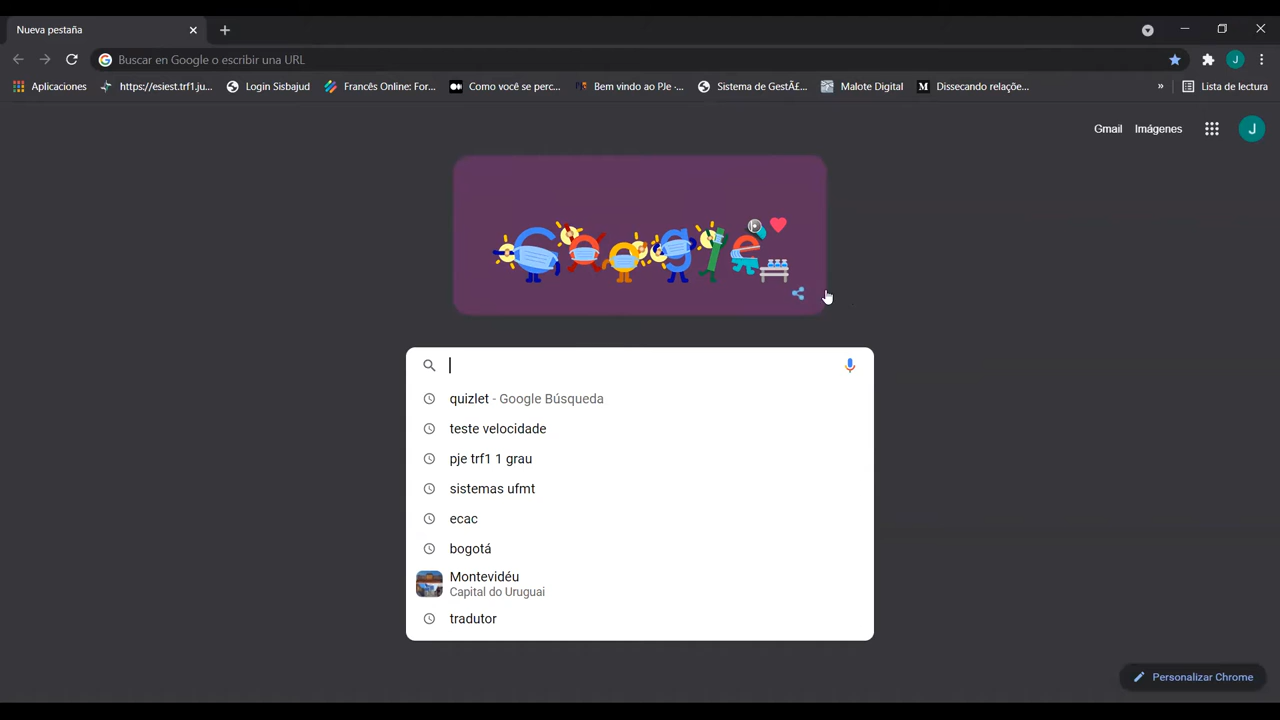 Nueva pestaña
Buscar en Google o escribir una URL
Aplicaciones https://esiest.trf1.ju... Login Sisbajud Francês Online: For... Como você se perc... Bem vindo ao PJe -... Sistema de GestÃ£... Malote Digital Dissecando relaçõe... » Lista de lectura
Gmail Imágenes J
Google
quizlet - Google Búsqueda
teste velocidade
pje trf1 1 grau
sistemas ufmt
ecac
bogotá
Montevidéu
Capital do Uruguai
tradutor
Personalizar Chrome